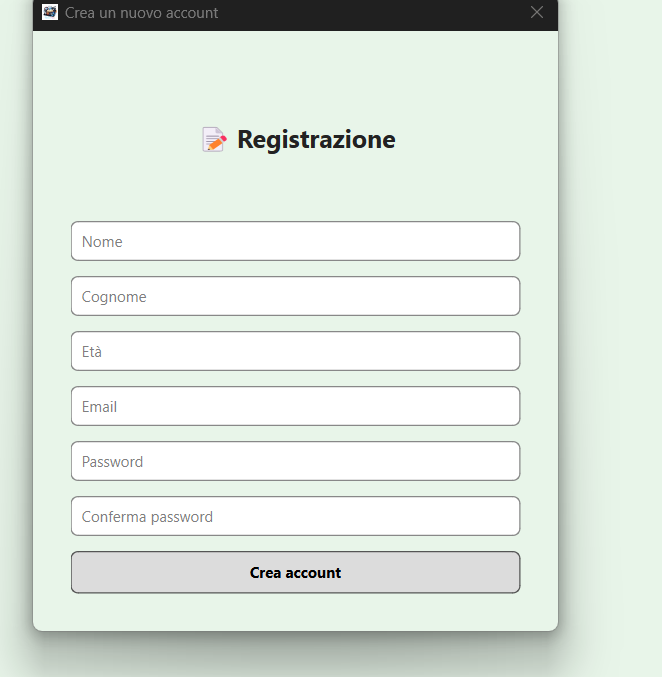 Crea un nuovo account
Registrazione
Nome
Cognome
Età
Email
Password
Conferma password
Crea account